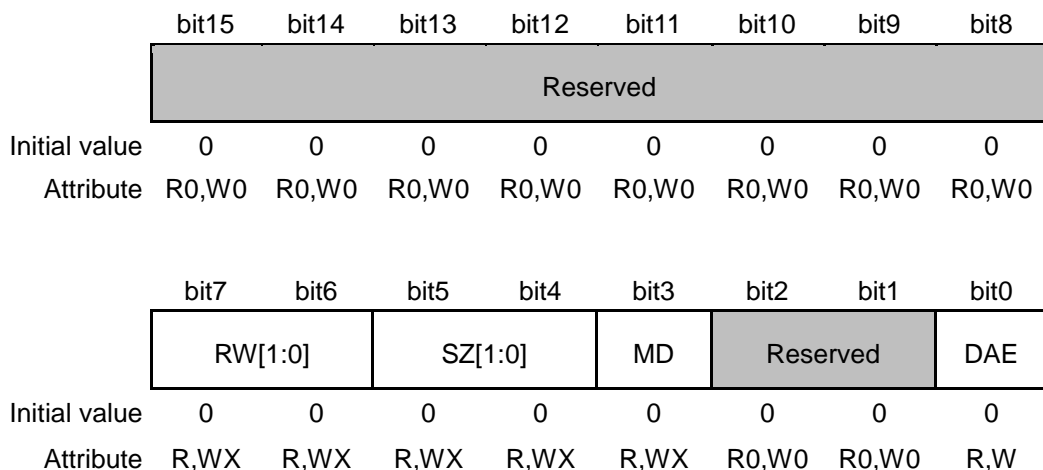 bit15 bit14 bit13 bit12 bit11 bit10 bit9 bit8
Reserved
Initial value 0 0 0 0 0 0 0 0
Attribute R0,W0 R0,W0 R0,W0 R0,W0 R0,W0 R0,W0 R0,W0 R0,W0
bit7 bit6 bit5 bit4 bit3 bit2 bit1 bit0
RW[1:0] SZ[1:0] MD Reserved DAE
Initial value 0 0 0 0 0 0 0 0
Attribute R,WX R,WX R,WX R,WX R,WX R0,W0 R0,W0 R,W